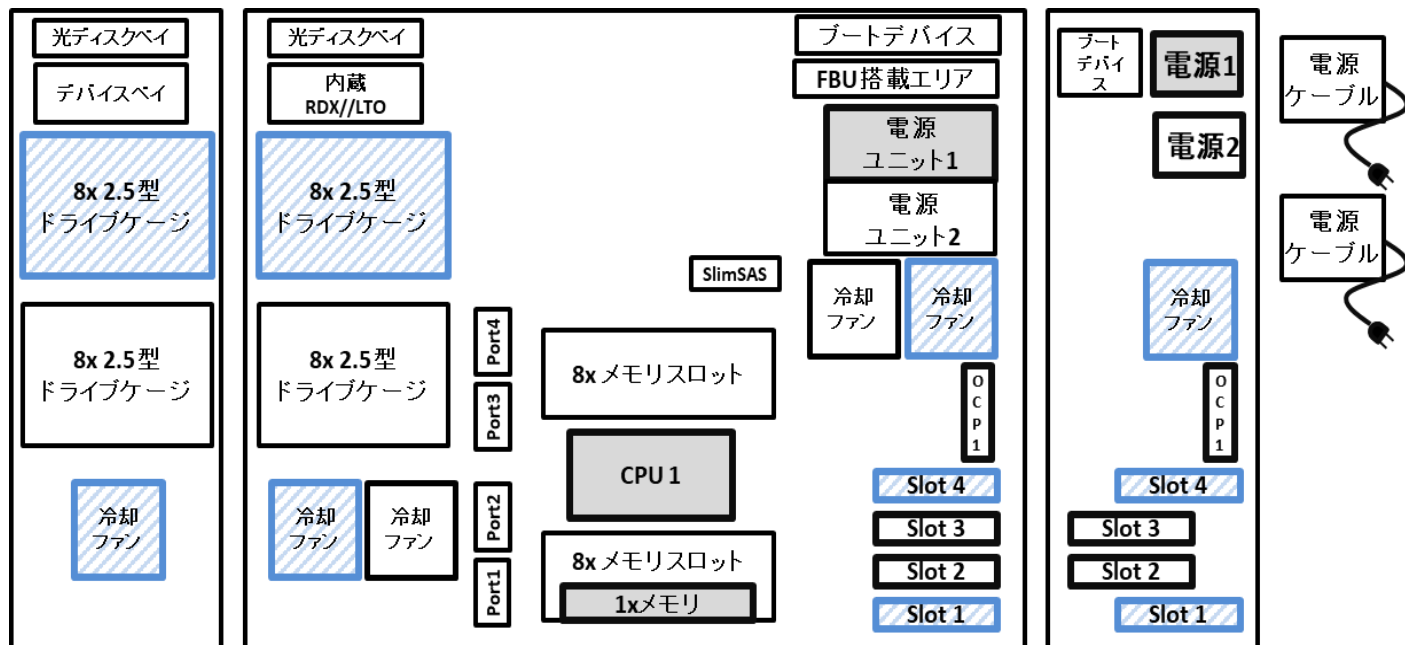 光ディスクベイ
デバイスベイ
8x 2.5型
ドライブケージ
8x 2.5型
ドライブケージ
冷却
ファン
光ディスクベイ
内蔵
RDX//LTO
8x 2.5型
ドライブケージ
8x 2.5型
ドライブケージ
冷却
ファン
冷却
ファン
Port4
Port3
Port2
Port1
SlimSAS
8xメモリスロット
CPU 1
8xメモリスロット
1xメモリ
ブートデバイス
FBU搭載エリア
電源
ユニット1
電源
ユニット2
冷却
ファン
冷却
ファン
O
C
P
1
Slot 4
Slot 3
Slot 2
Slot 1
ブート
デバイ
ス
電源1
電源2
冷却
ファン
O
C
P
1
Slot 4
Slot 3
Slot 2
Slot 1
電源
ケーブル
電源
ケーブル